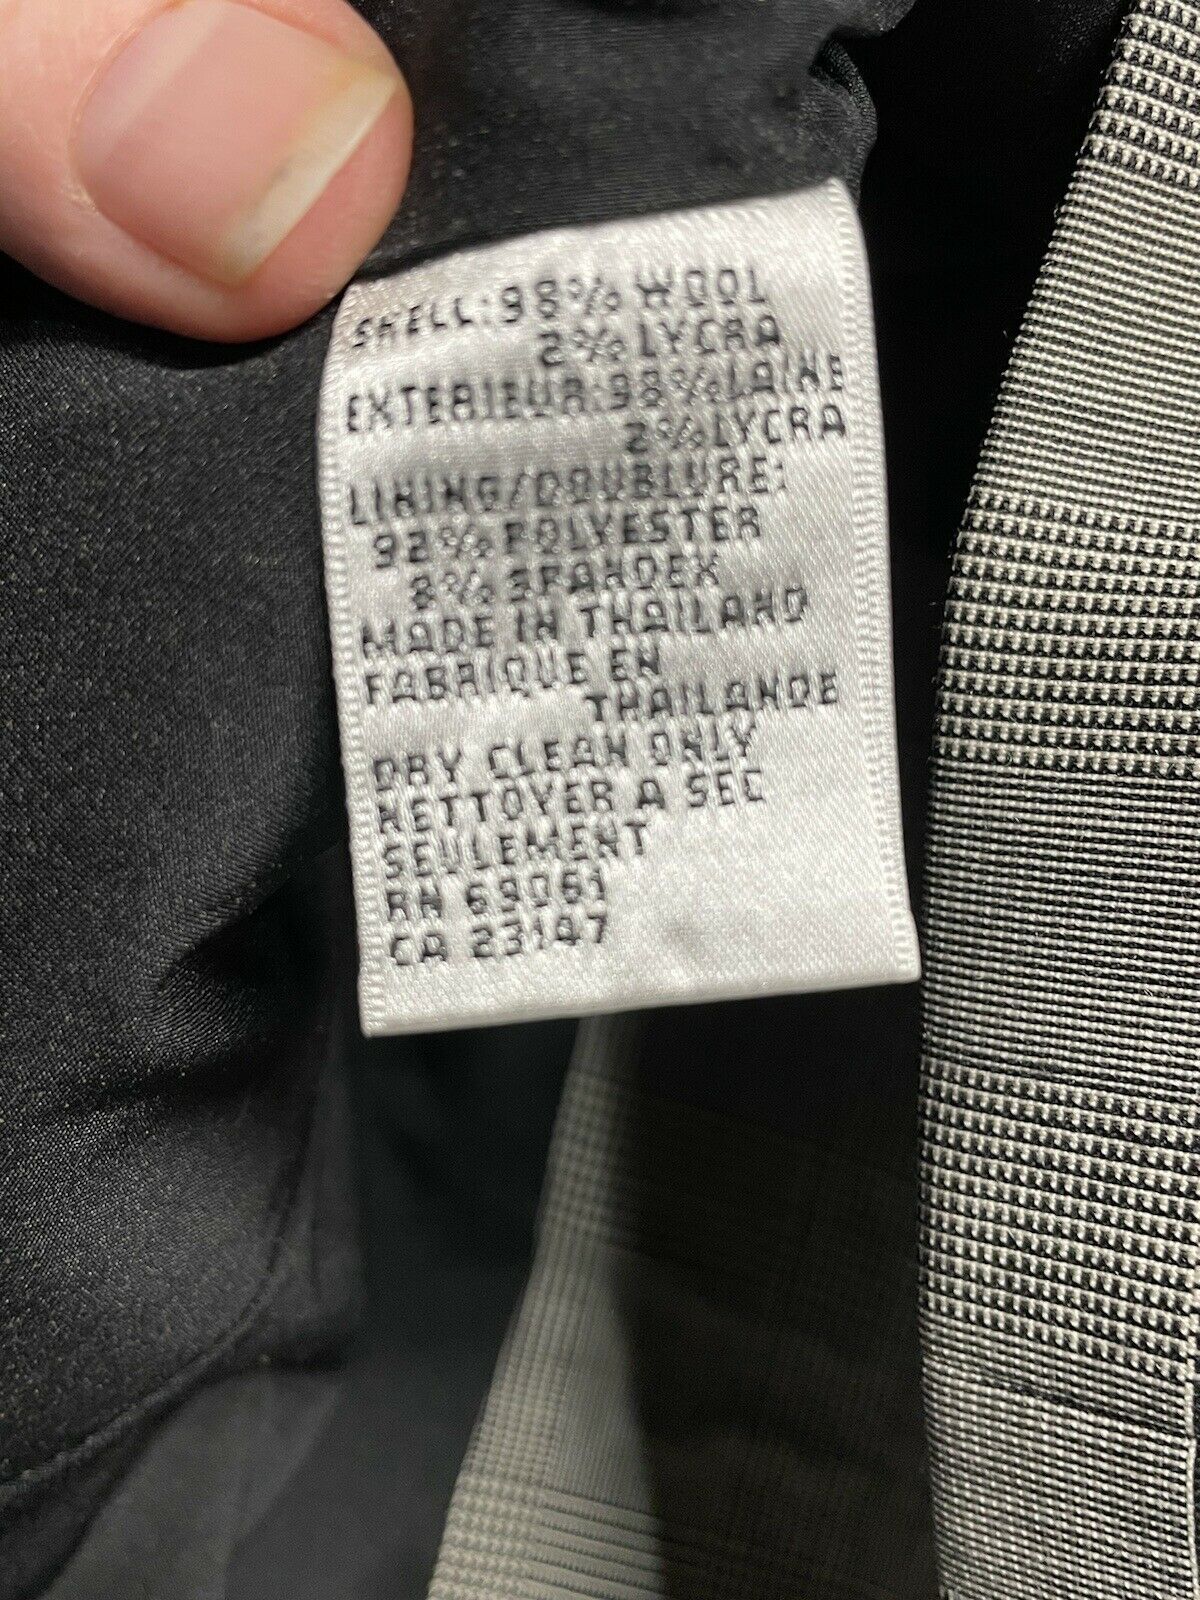 SHELL: 98% WOOL
2% LYCRA
EXTERIEUR: 98% LAINE
2% LYCRA
LINING/DOUBLURE:
92% POLYESTER
8% SPANDEX
MADE IN THAILAND
FABRIQUE EN
THAILANDE
DRY CLEAN ONLY
NETTOYER A SEC
SEULEMENT
RN 69061
CA 23147